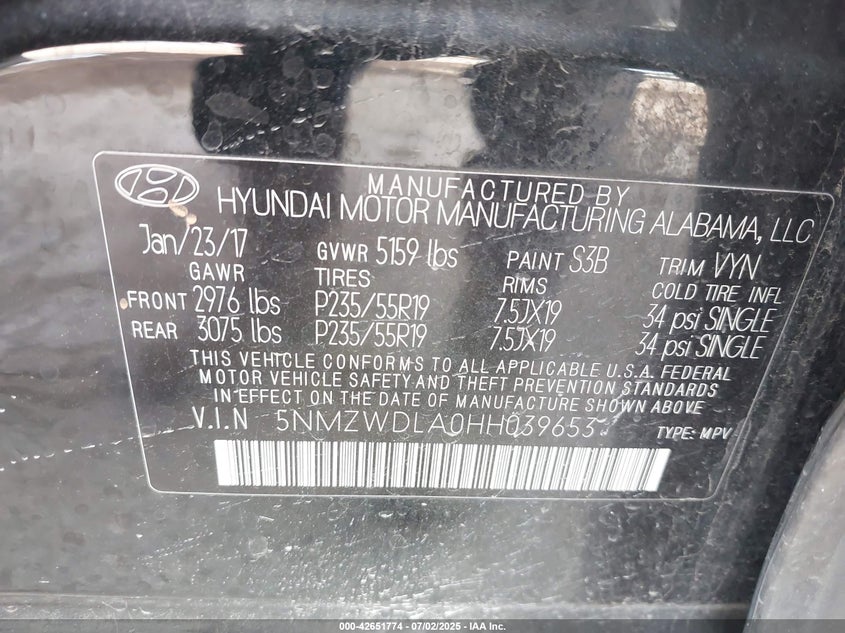 MANUFACTURED BY
HYUNDAI MOTOR MANUFACTURING ALABAMA, LLC
Jan/23/17 GVWR 5159 lbs PAINT S3B TRIM VYN
GAWR TIRES RIMS COLD TIRE INFL
FRONT 2976 lbs P235/55R19 7.5JX19 34 psi SINGLE
REAR 3075 lbs P235/55R19 7.5JX19 34 psi SINGLE
THIS VEHICLE CONFORMS TO ALL APPLICABLE U.S.A. FEDERAL
MOTOR VEHICLE SAFETY AND THEFT PREVENTION STANDARDS
IN EFFECT ON THE DATE OF MANUFACTURE SHOWN ABOVE
V.I.N 5NMZWDLA0HH039653 TYPE: MPV
000-42651774 - 07/02/2025 - IAA Inc.